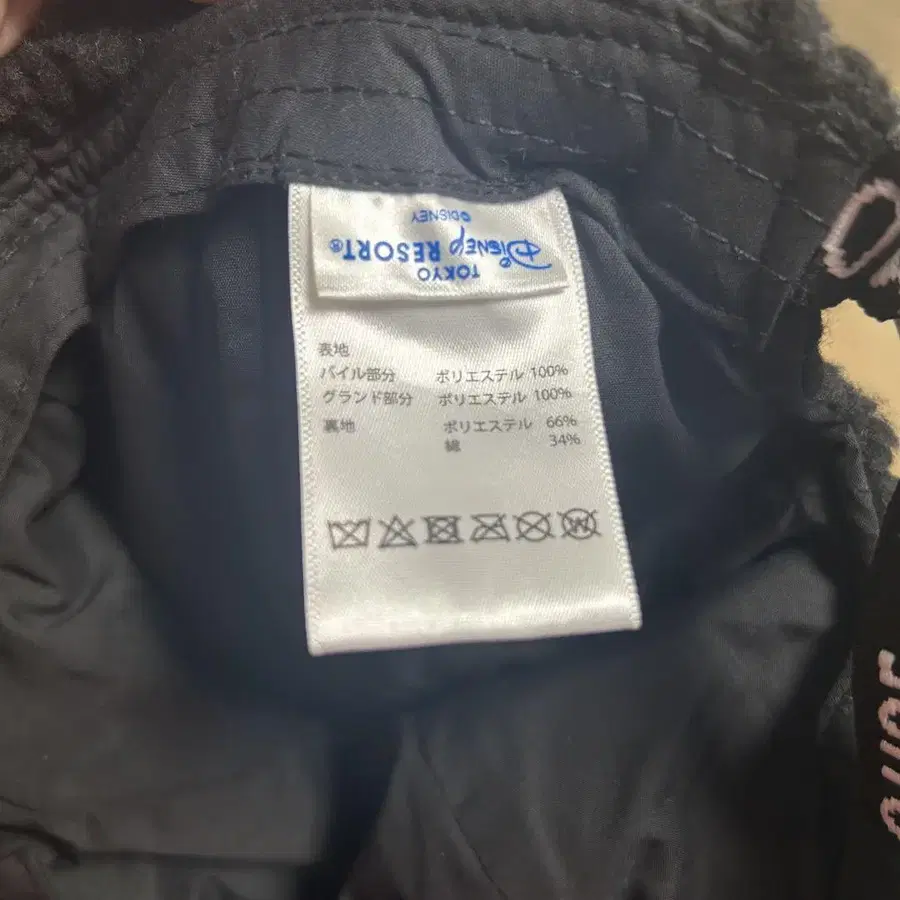 TOKYO
Disney RESORT®
©DISNEY
表地
パイル部分 ポリエステル 100%
グランド部分 ポリエステル 100%
裏地 ポリエステル 66%
綿 34%
W